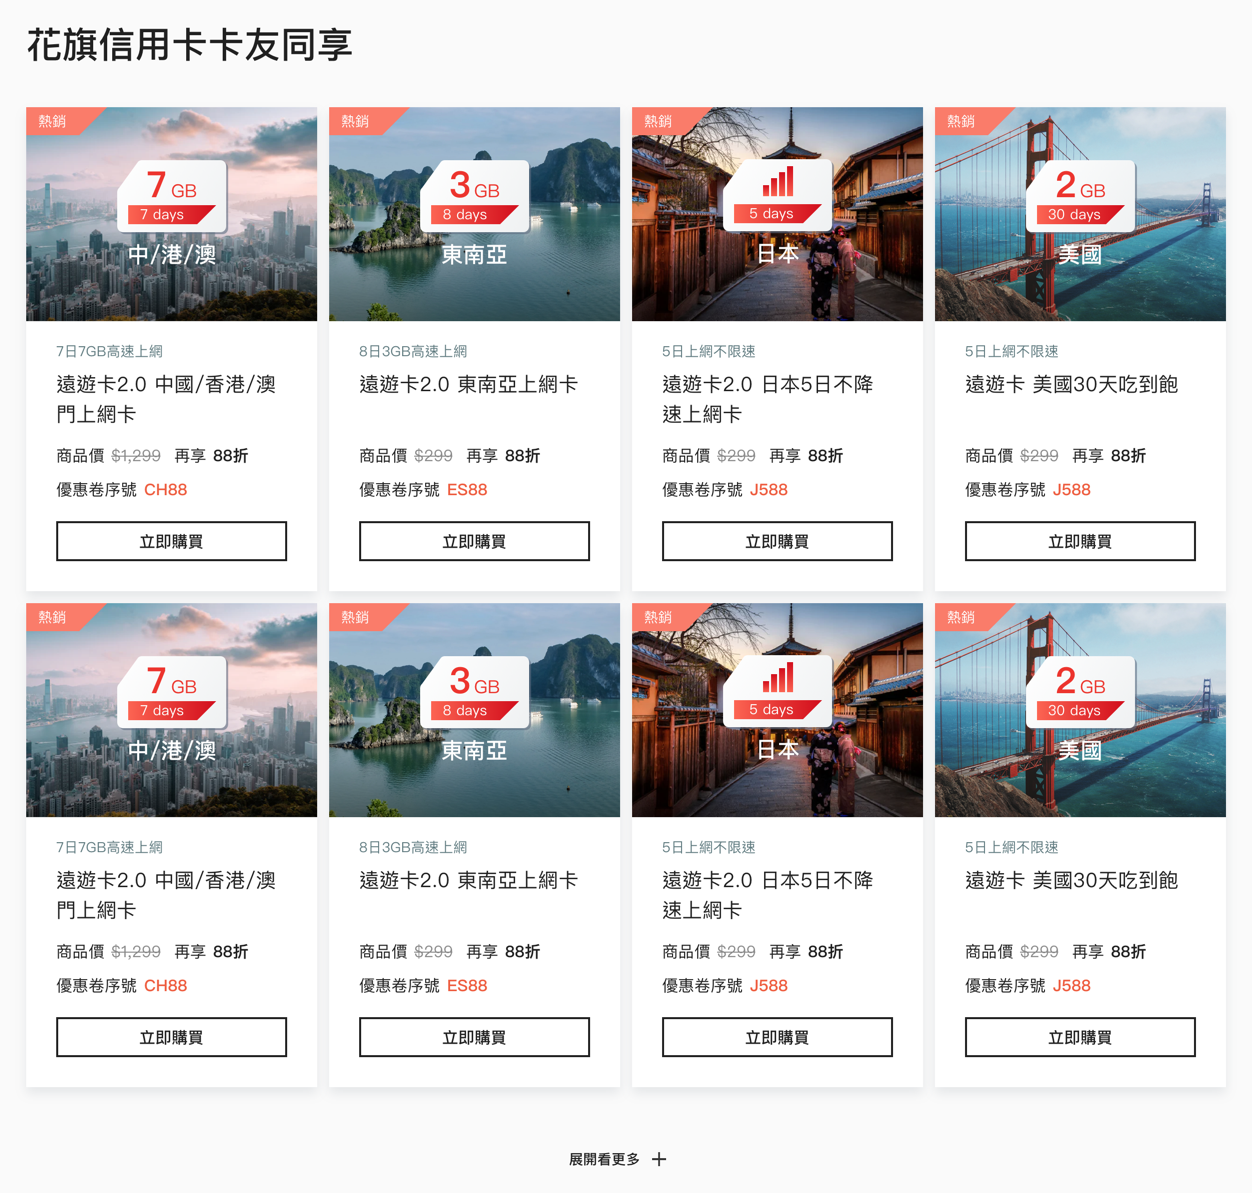 花旗信用卡卡友同享
熱銷
7 GB
7 days
中/港/澳
7日7GB高速上網
遠遊卡2.0 中國/香港/澳
門上網卡
商品價 $1,299 再享 88折
優惠卷序號 CH88
立即購買
熱銷
3 GB
8 days
東南亞
8日3GB高速上網
遠遊卡2.0 東南亞上網卡
商品價 $299 再享 88折
優惠卷序號 ES88
立即購買
熱銷
5 days
日本
5日上網不限速
遠遊卡2.0 日本5日不降
速上網卡
商品價 $299 再享 88折
優惠卷序號 J588
立即購買
熱銷
2 GB
30 days
美國
5日上網不限速
遠遊卡 美國30天吃到飽
商品價 $299 再享 88折
優惠卷序號 J588
立即購買
熱銷
7 GB
7 days
中/港/澳
7日7GB高速上網
遠遊卡2.0 中國/香港/澳
門上網卡
商品價 $1,299 再享 88折
優惠卷序號 CH88
立即購買
熱銷
3 GB
8 days
東南亞
8日3GB高速上網
遠遊卡2.0 東南亞上網卡
商品價 $299 再享 88折
優惠卷序號 ES88
立即購買
熱銷
5 days
日本
5日上網不限速
遠遊卡2.0 日本5日不降
速上網卡
商品價 $299 再享 88折
優惠卷序號 J588
立即購買
熱銷
2 GB
30 days
美國
5日上網不限速
遠遊卡 美國30天吃到飽
商品價 $299 再享 88折
優惠卷序號 J588
立即購買
展開看更多 +